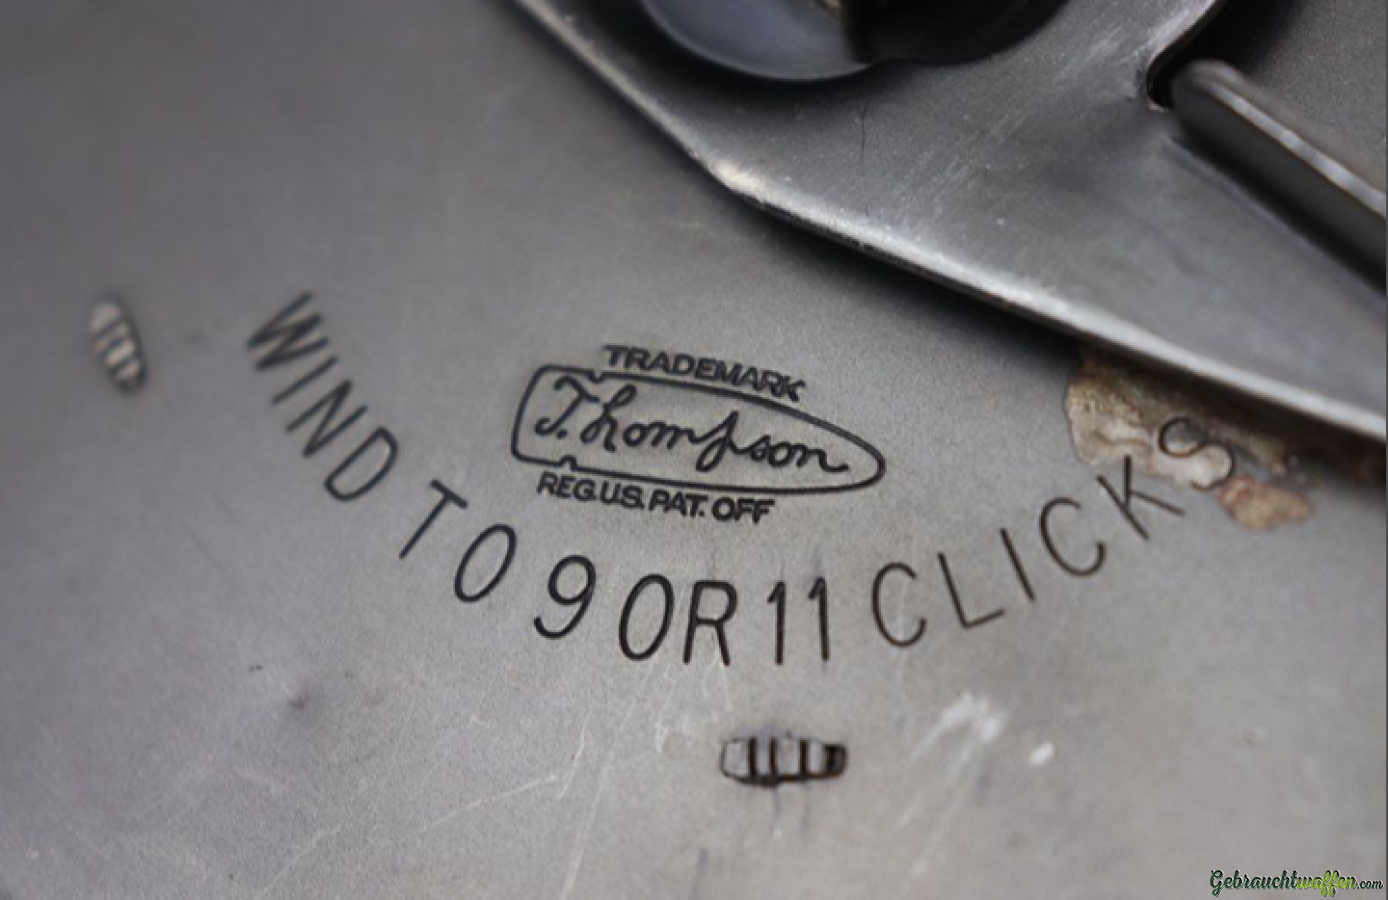 TRADEMARK
Thompson
REG.U.S. PAT. OFF
WIND TO 9 OR 11 CLICKS
Gebrauchtwaffen.com